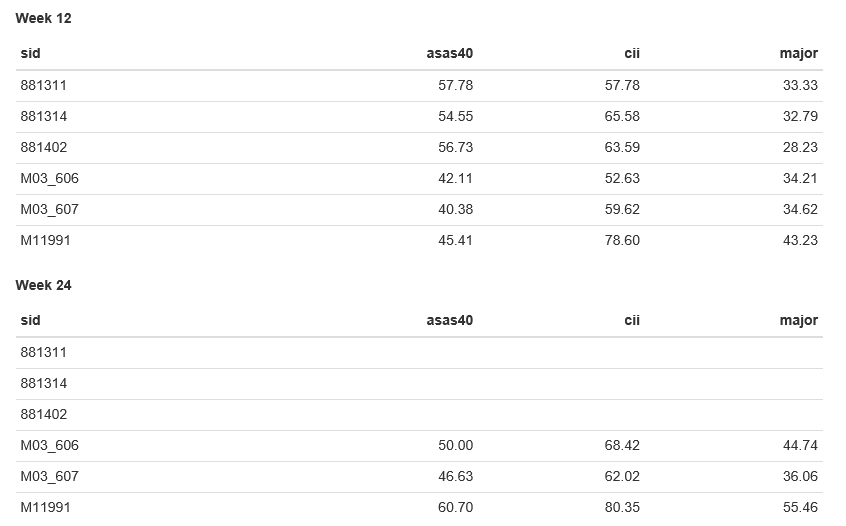 Week 12
sid asas40 cii major
881311 57.78 57.78 33.33
881314 54.55 65.58 32.79
881402 56.73 63.59 28.23
M03_606 42.11 52.63 34.21
M03_607 40.38 59.62 34.62
M11991 45.41 78.60 43.23
Week 24
sid asas40 cii major
881311
881314
881402
M03_606 50.00 68.42 44.74
M03_607 46.63 62.02 36.06
M11991 60.70 80.35 55.46